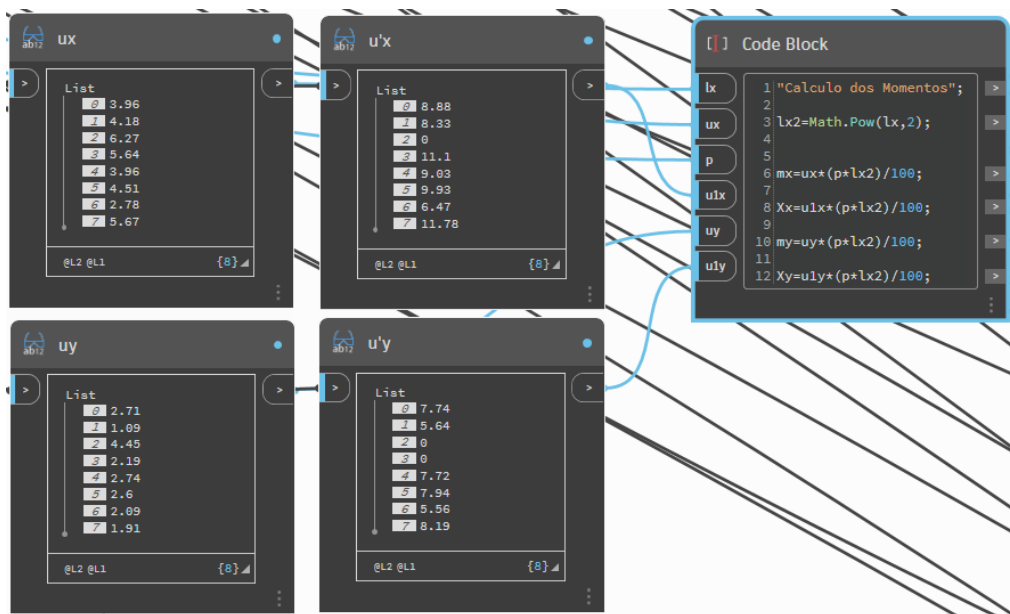 ab12 ux
>
>
List
0 3.96
1 4.18
2 6.27
3 5.64
4 3.96
5 4.51
6 2.78
7 5.67
@L2 @L1 {8}
ab12 u'x
>
>
List
0 8.88
1 8.33
2 0
3 11.1
4 9.03
5 9.93
6 6.47
7 11.78
@L2 @L1 {8}
[ ] Code Block
lx
ux
p
u1x
uy
u1y
1 "Calculo dos Momentos"; >
2
3 lx2=Math.Pow(lx,2); >
4
5
6 mx=ux*(p*lx2)/100; >
7
8 Xx=u1x*(p*lx2)/100; >
9
10 my=uy*(p*lx2)/100; >
11
12 Xy=u1y*(p*lx2)/100; >
ab12 uy
>
>
List
0 2.71
1 1.09
2 4.45
3 2.19
4 2.74
5 2.6
6 2.09
7 1.91
@L2 @L1 {8}
ab12 u'y
>
>
List
0 7.74
1 5.64
2 0
3 0
4 7.72
5 7.94
6 5.56
7 8.19
@L2 @L1 {8}